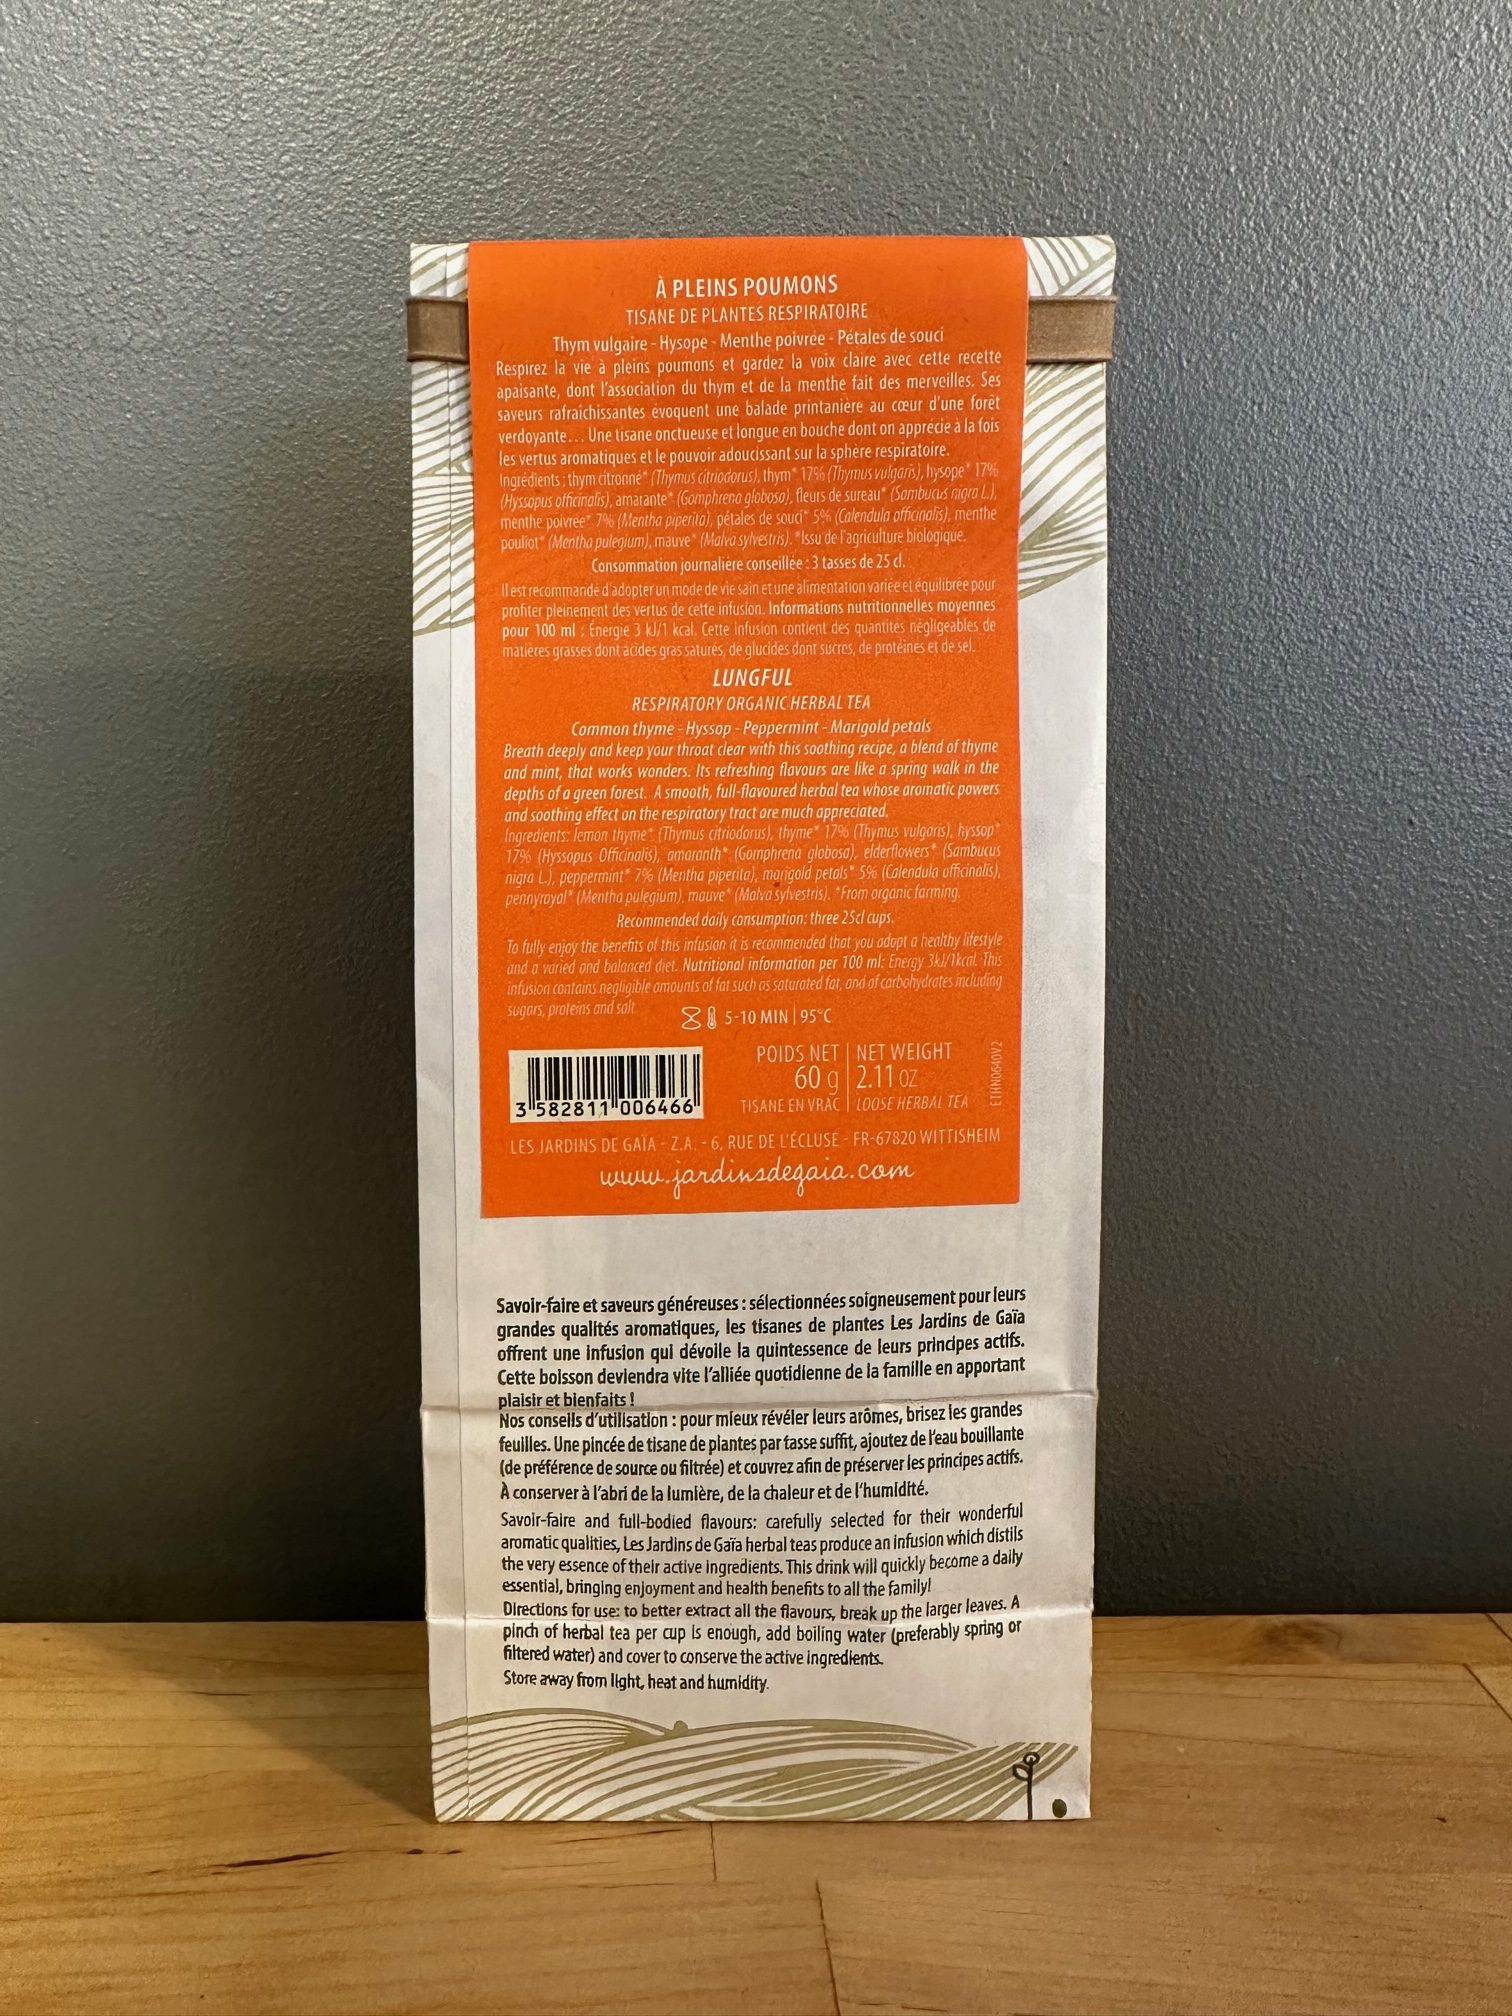 À PLEINS POUMONS
TISANE DE PLANTES RESPIRATOIRE
Thym vulgaire - Hysope - Menthe poivrée - Pétales de souci
Respirez la vie à pleins poumons et gardez la voix claire avec cette recette
apaisante, dont l'association du thym et de la menthe fait des merveilles. Ses
saveurs rafraichissantes évoquent une balade printanière au cœur d'une forêt
verdoyante... Une tisane onctueuse et longue en bouche dont on apprécie à la fois
les vertus aromatiques et le pouvoir adoucissant sur la sphère respiratoire.
Ingrédients : thym citronné* (Thymus citriodorus), thym* 17% (Thymus vulgaris), hysope* 17%
(Hyssopus officinalis), amarante* (Gomphrena globosa), fleurs de sureau* (Sambucus nigra L.),
menthe poivrée* 7% (Mentha piperita), pétales de souci* 5% (Calendula officinalis), menthe
pouliot* (Mentha pulegium), mauve* (Malva sylvestris). *Issu de l'agriculture biologique.
Consommation journalière conseillée : 3 tasses de 25 cl.
Il est recommandé d'adopter un mode de vie sain et une alimentation variée et équilibrée pour
profiter pleinement des vertus de cette infusion. Informations nutritionnelles moyennes
pour 100 ml : Énergie 3 kJ/1 kcal. Cette infusion contient des quantités négligeables de
matières grasses dont acides gras saturés, de glucides dont sucres, de protéines et de sel.
LUNGFUL
RESPIRATORY ORGANIC HERBAL TEA
Common thyme - Hyssop - Peppermint - Marigold petals
Breath deeply and keep your throat clear with this soothing recipe, a blend of thyme
and mint, that works wonders. Its refreshing flavours are like a spring walk in the
depths of a green forest. A smooth, full-flavoured herbal tea whose aromatic powers
and soothing effect on the respiratory tract are much appreciated.
Ingredients: lemon thyme* (Thymus citriodorus), thyme* 17% (Thymus vulgaris), hyssop*
17% (Hyssopus Officinalis), amaranth* (Gomphrena globosa), elderflowers* (Sambucus
nigra L.), peppermint* 7% (Mentha piperita), marigold petals* 5% (Calendula officinalis),
pennyroyal* (Mentha pulegium), mauve* (Malva sylvestris). *From organic farming.
Recommended daily consumption: three 25cl cups.
To fully enjoy the benefits of this infusion it is recommended that you adopt a healthy lifestyle
and a varied and balanced diet. Nutritional information per 100 ml: Energy 3kJ/1kcal. This
infusion contains negligible amounts of fat such as saturated fat, and of carbohydrates including
sugars, proteins and salt.
5-10 MIN | 95°C
POIDS NET | NET WEIGHT
60 g | 2.11 OZ
TISANE EN VRAC | LOOSE HERBAL TEA
ETHN0640V2
3 582811 006466
LES JARDINS DE GAÏA - Z.A. - 6, RUE DE L'ÉCLUSE - FR-67820 WITTISHEIM
www.jardinsdegaia.com
Savoir-faire et saveurs généreuses : sélectionnées soigneusement pour leurs
grandes qualités aromatiques, les tisanes de plantes Les Jardins de Gaïa
offrent une infusion qui dévoile la quintessence de leurs principes actifs.
Cette boisson deviendra vite l'alliée quotidienne de la famille en apportant
plaisir et bienfaits !
Nos conseils d'utilisation : pour mieux révéler leurs arômes, brisez les grandes
feuilles. Une pincée de tisane de plantes par tasse suffit, ajoutez de l'eau bouillante
(de préférence de source ou filtrée) et couvrez afin de préserver les principes actifs.
À conserver à l'abri de la lumière, de la chaleur et de l'humidité.
Savoir-faire and full-bodied flavours: carefully selected for their wonderful
aromatic qualities, Les Jardins de Gaïa herbal teas produce an infusion which distils
the very essence of their active ingredients. This drink will quickly become a daily
essential, bringing enjoyment and health benefits to all the family!
Directions for use: to better extract all the flavours, break up the larger leaves. A
pinch of herbal tea per cup is enough, add boiling water (preferably spring or
filtered water) and cover to conserve the active ingredients.
Store away from light, heat and humidity.